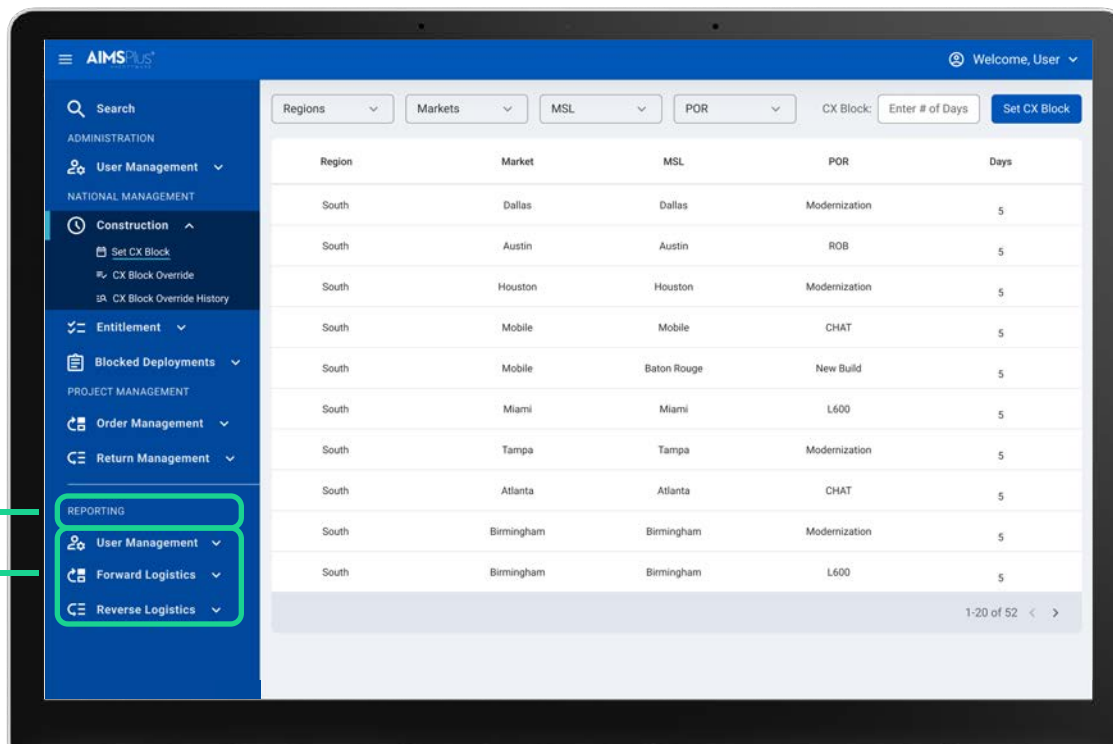 AIMSPlus
Welcome, User
Search
ADMINISTRATION
User Management
NATIONAL MANAGEMENT
Construction
Set CX Block
CX Block Override
CX Block Override History
Entitlement
Blocked Deployments
PROJECT MANAGEMENT
Order Management
Return Management
REPORTING
User Management
Forward Logistics
Reverse Logistics
Regions Markets MSL POR CX Block: Enter # of Days Set CX Block
Region Market MSL POR Days
South Dallas Dallas Modernization 5
South Austin Austin ROB 5
South Houston Houston Modernization 5
South Mobile Mobile CHAT 5
South Mobile Baton Rouge New Build 5
South Miami Miami L600 5
South Tampa Tampa Modernization 5
South Atlanta Atlanta CHAT 5
South Birmingham Birmingham Modernization 5
South Birmingham Birmingham L600 5
1-20 of 52